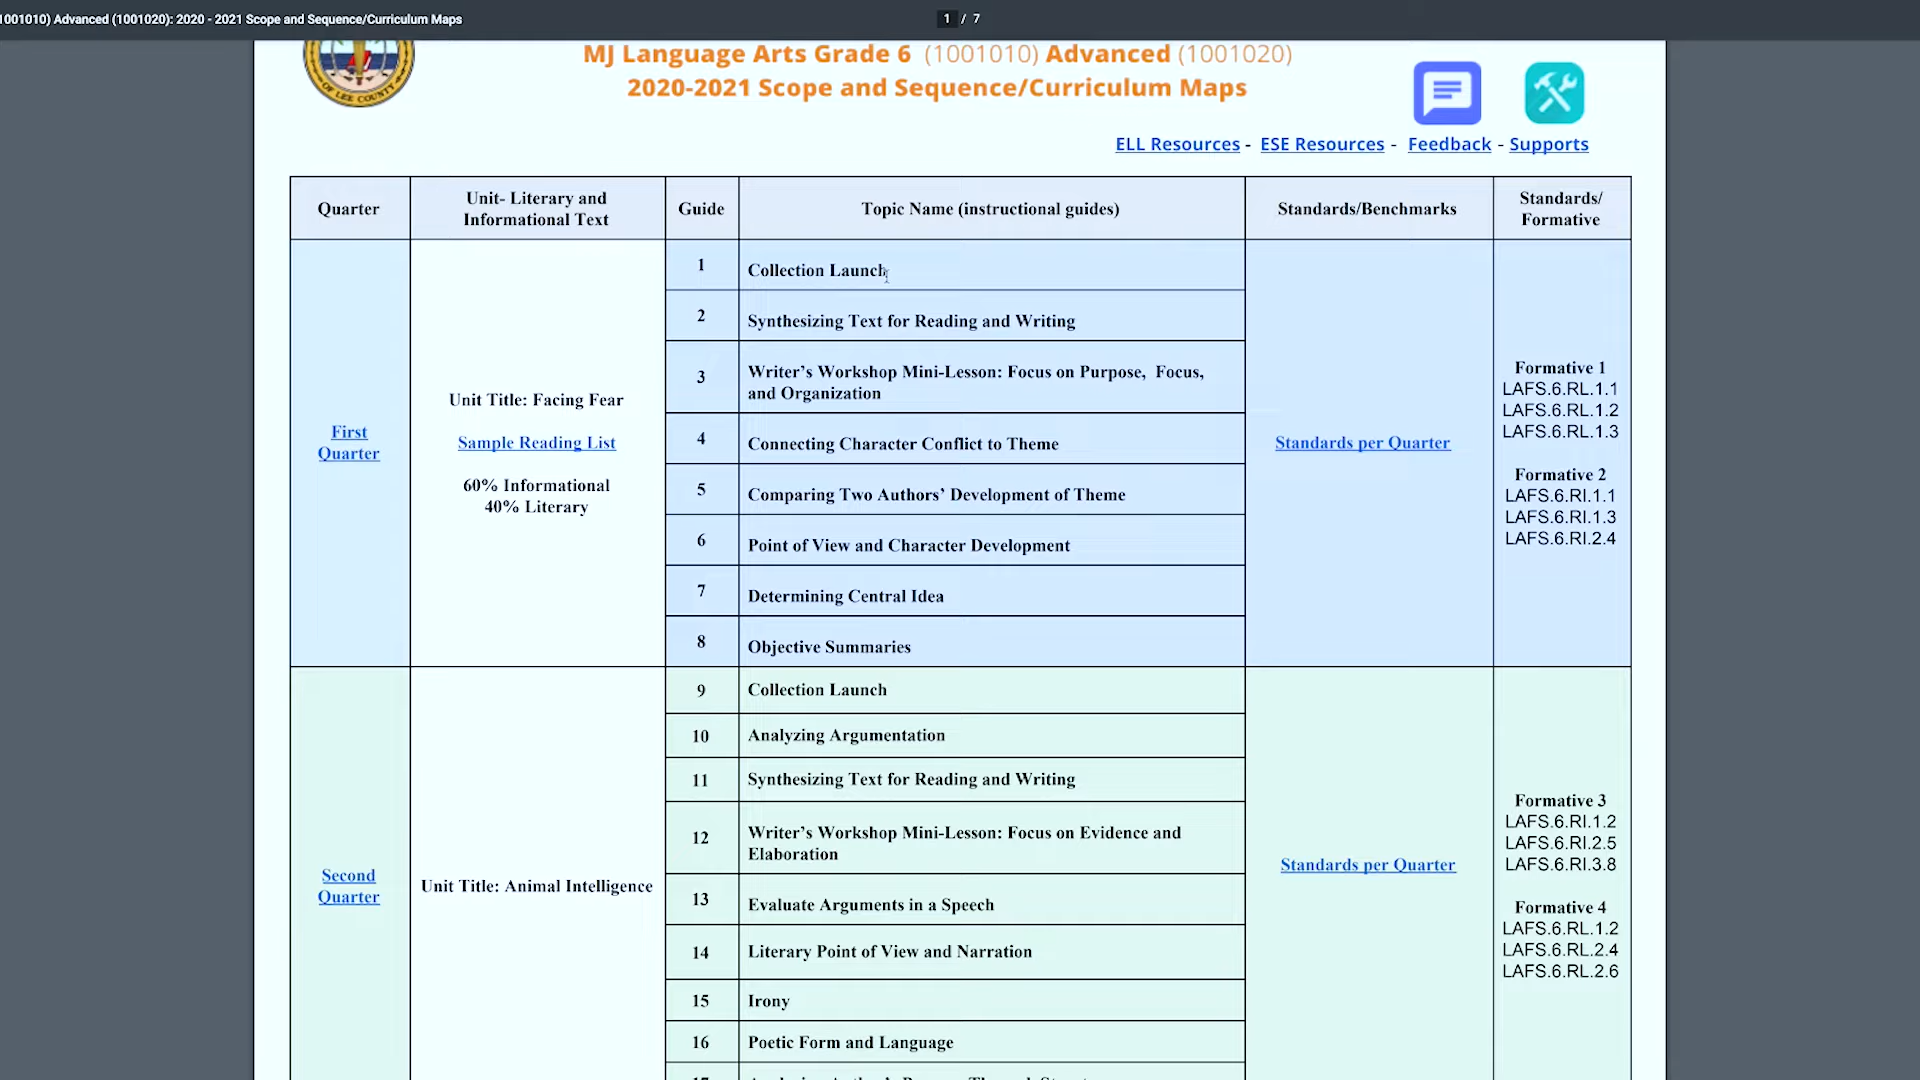 1001010) Advanced (1001020): 2020 - 2021 Scope and Sequence/Curriculum Maps
1 / 7
OF LEE COUNTY
MJ Language Arts Grade 6 (1001010) Advanced (1001020)
2020-2021 Scope and Sequence/Curriculum Maps
ELL Resources - ESE Resources - Feedback - Supports
Quarter
Unit- Literary and
Informational Text
Guide
Topic Name (instructional guides)
Standards/Benchmarks
Standards/
Formative
First
Quarter
Unit Title: Facing Fear
Sample Reading List
60% Informational
40% Literary
1
Collection Launch
2
Synthesizing Text for Reading and Writing
3
Writer’s Workshop Mini-Lesson: Focus on Purpose, Focus,
and Organization
4
Connecting Character Conflict to Theme
5
Comparing Two Authors’ Development of Theme
6
Point of View and Character Development
7
Determining Central Idea
8
Objective Summaries
Standards per Quarter
Formative 1
LAFS.6.RL.1.1
LAFS.6.RL.1.2
LAFS.6.RL.1.3
Formative 2
LAFS.6.RI.1.1
LAFS.6.RI.1.3
LAFS.6.RI.2.4
Second
Quarter
Unit Title: Animal Intelligence
9
Collection Launch
10
Analyzing Argumentation
11
Synthesizing Text for Reading and Writing
12
Writer’s Workshop Mini-Lesson: Focus on Evidence and
Elaboration
13
Evaluate Arguments in a Speech
14
Literary Point of View and Narration
15
Irony
16
Poetic Form and Language
Standards per Quarter
Formative 3
LAFS.6.RI.1.2
LAFS.6.RI.2.5
LAFS.6.RI.3.8
Formative 4
LAFS.6.RL.1.2
LAFS.6.RL.2.4
LAFS.6.RL.2.6